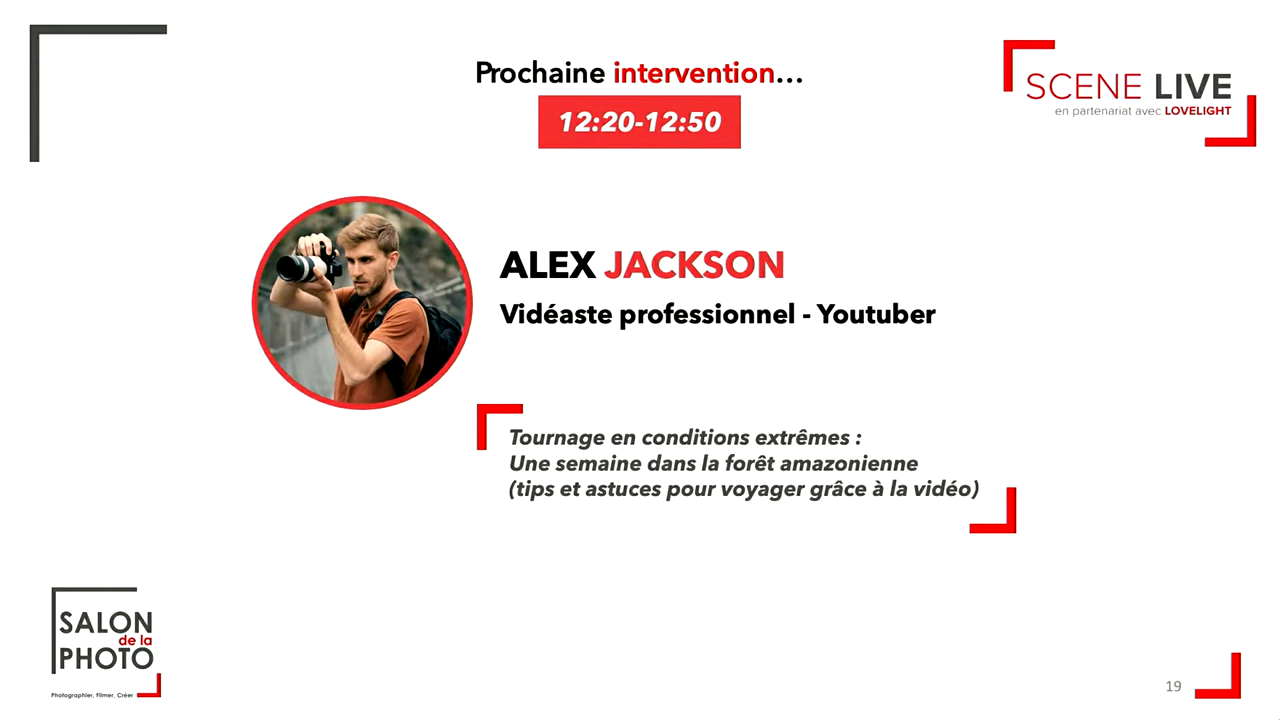 Prochaine intervention...
12:20-12:50
SCENE LIVE
en partenariat avec LOVELIGHT
ALEX JACKSON
Vidéaste professionnel - Youtuber
Tournage en conditions extrêmes :
Une semaine dans la forêt amazonienne
(tips et astuces pour voyager grâce à la vidéo)
SALON
de la
PHOTO
Photographier, Filmer, Créer
19